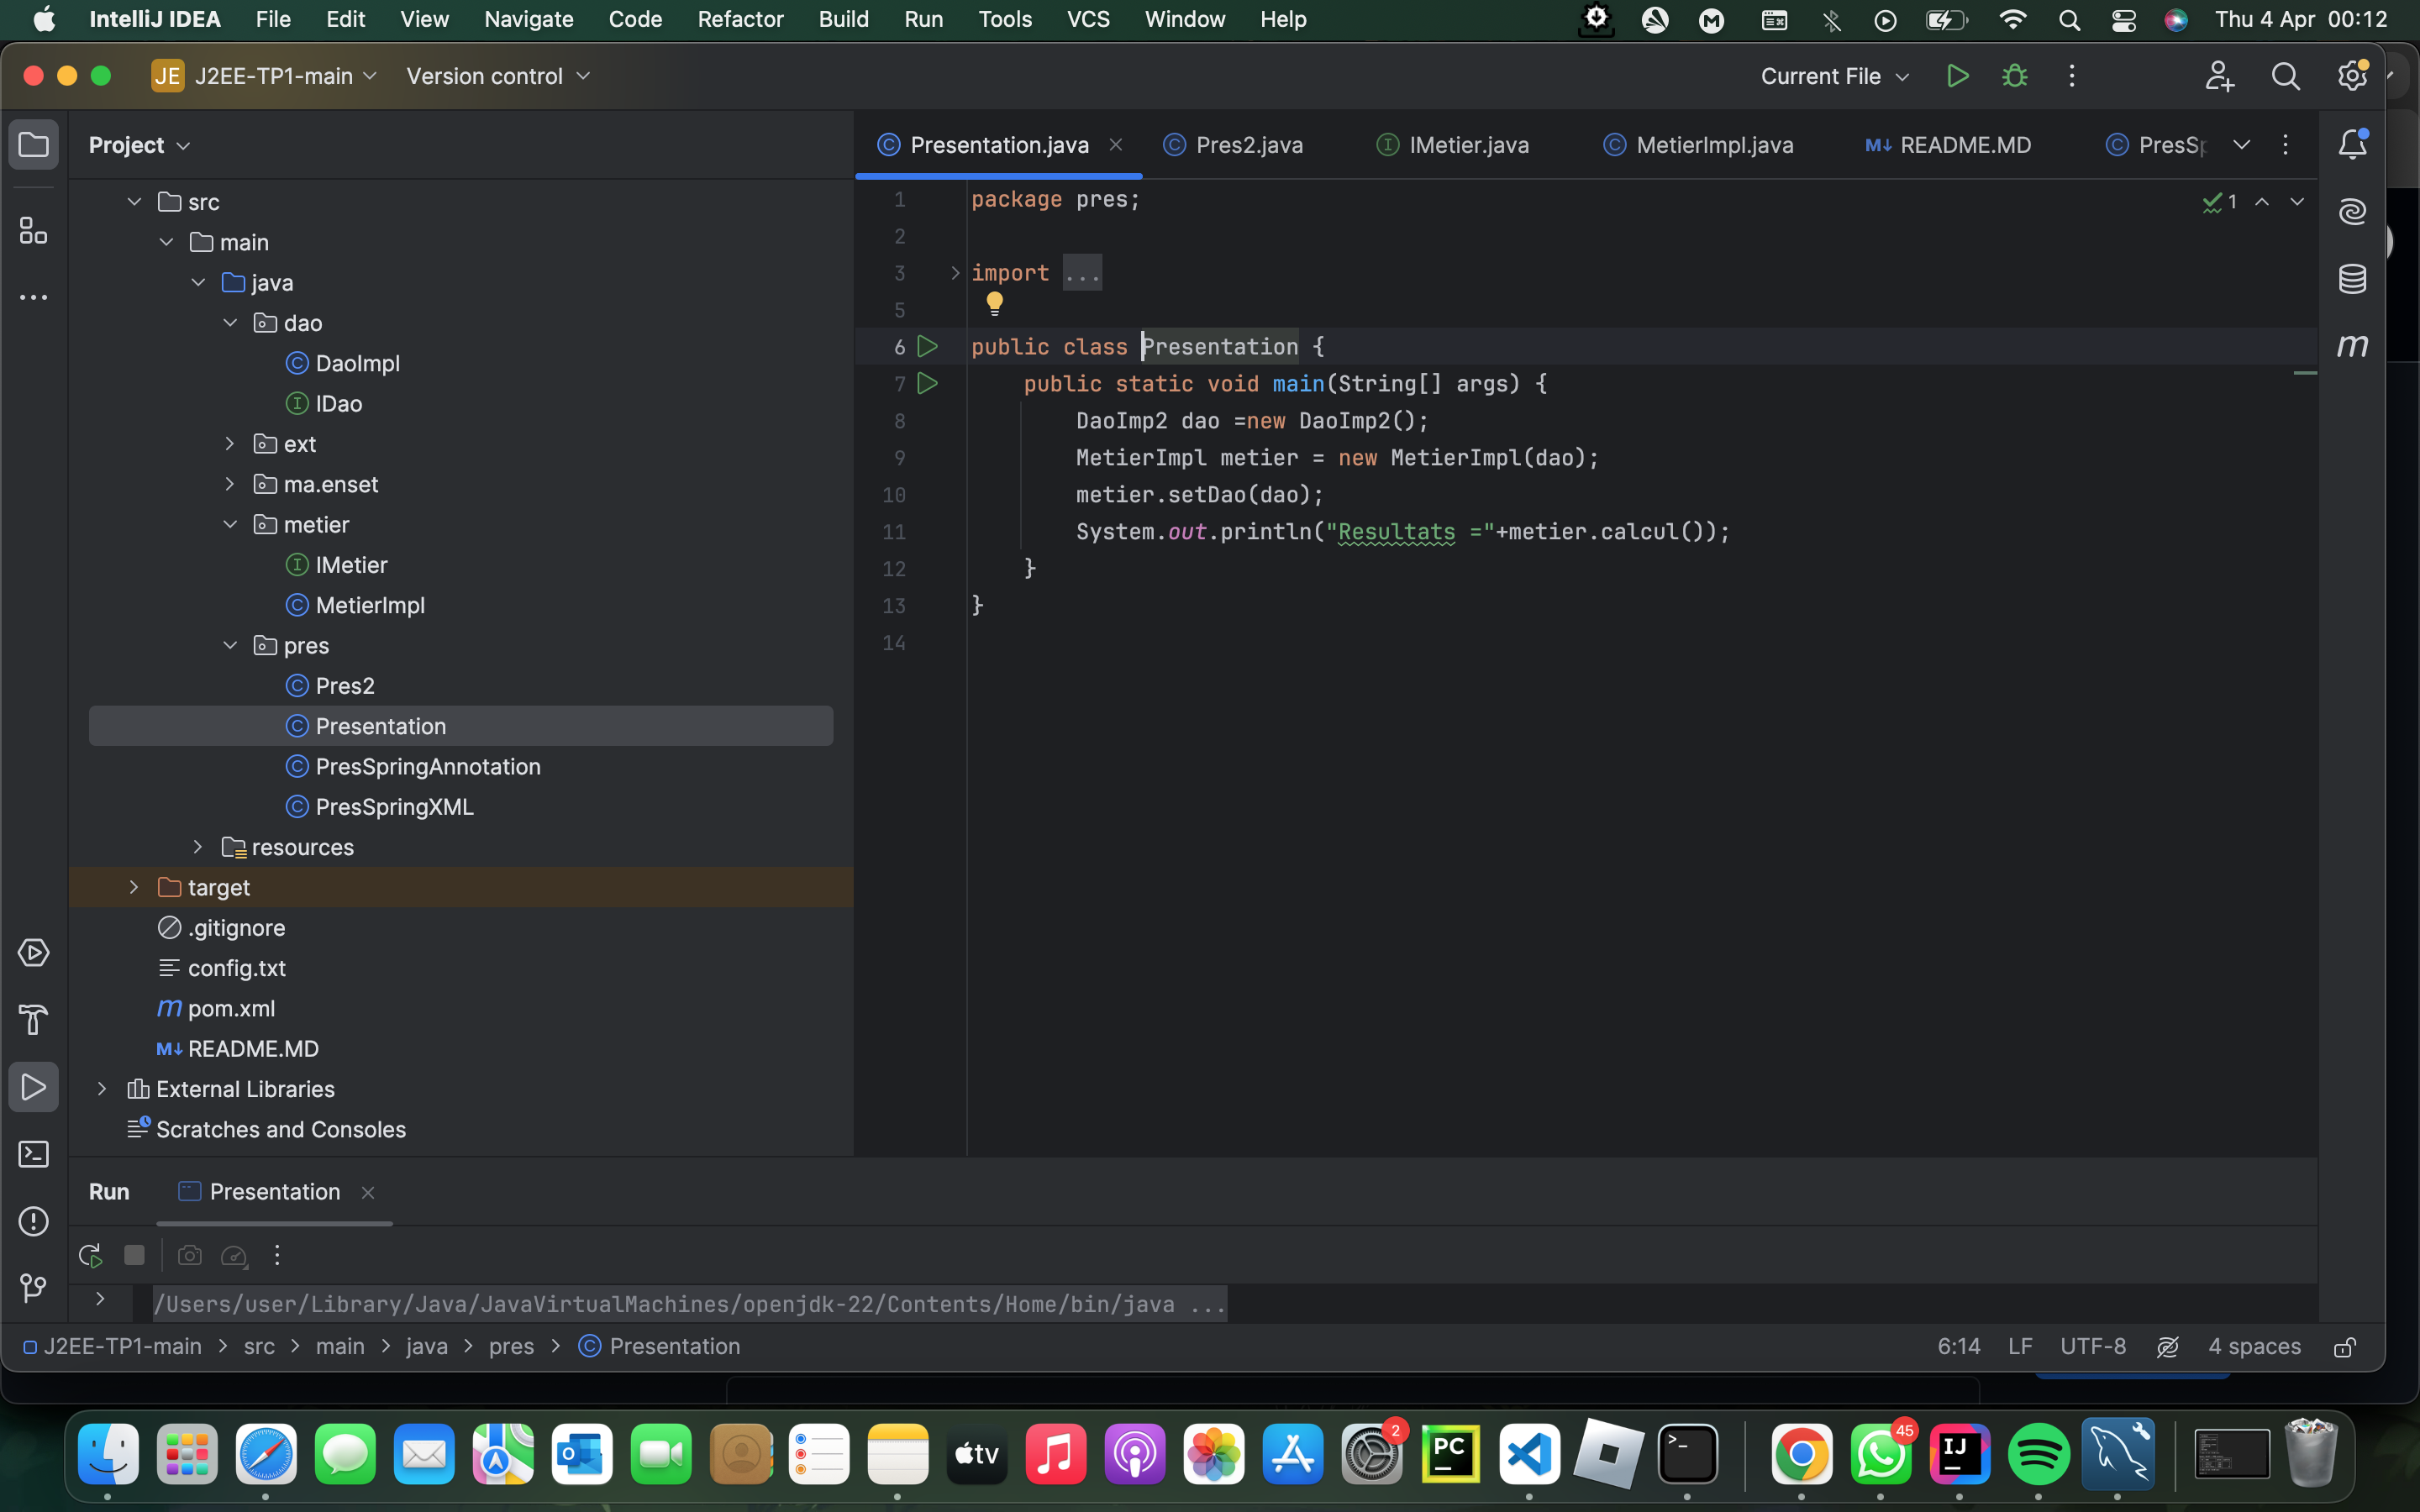 IntelliJ IDEA File Edit View Navigate Code Refactor Build Run Tools VCS Window Help Thu 4 Apr 00:12
JE J2EE-TP1-main Version control Current File
Project
Presentation.java Pres2.java IMetier.java MetierImpl.java M↓ README.MD PresSp
src
main
java
dao
DaoImpl
IDao
ext
ma.enset
metier
IMetier
MetierImpl
pres
Pres2
Presentation
PresSpringAnnotation
PresSpringXML
resources
target
.gitignore
config.txt
m pom.xml
M↓ README.MD
External Libraries
Scratches and Consoles
1 package pres;
2
3 import ...
5
6 public class Presentation {
7 public static void main(String[] args) {
8 DaoImp2 dao =new DaoImp2();
9 MetierImpl metier = new MetierImpl(dao);
10 metier.setDao(dao);
11 System.out.println("Resultats ="+metier.calcul());
12 }
13 }
14
1
m
Run Presentation
/Users/user/Library/Java/JavaVirtualMachines/openjdk-22/Contents/Home/bin/java ...
J2EE-TP1-main > src > main > java > pres > Presentation 6:14 LF UTF-8 4 spaces
tv 2 PC 45 IJ